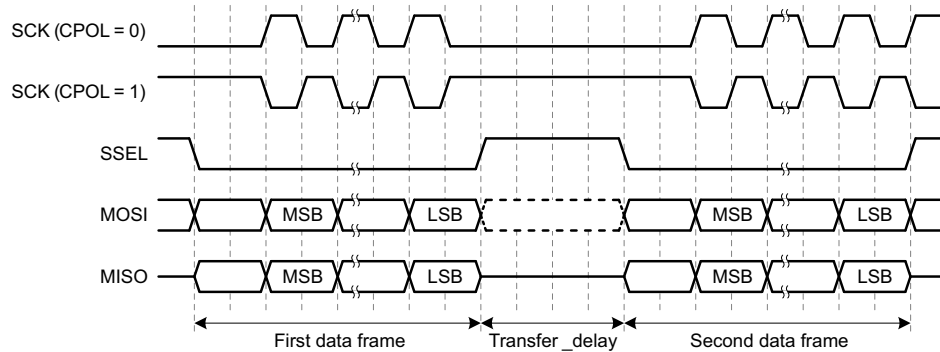 SCK (CPOL = 0)
SCK (CPOL = 1)
SSEL
MOSI MSB LSB MSB LSB
MISO MSB LSB MSB LSB
First data frame Transfer _delay Second data frame